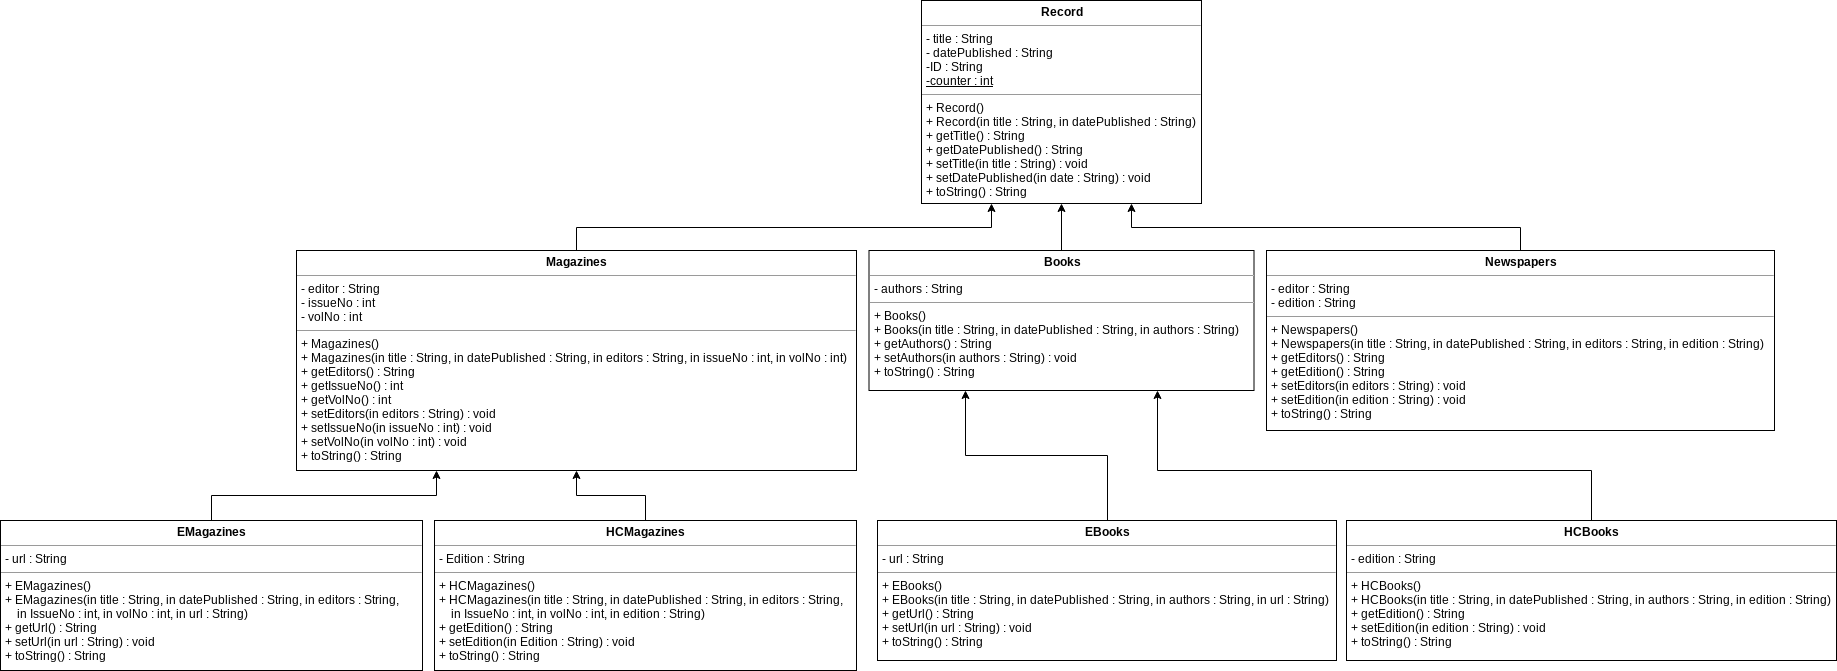 Record
- title : String
- datePublished : String
-ID : String
-counter : int
+ Record()
+ Record(in title : String, in datePublished : String)
+ getTitle() : String
+ getDatePublished() : String
+ setTitle(in title : String) : void
+ setDatePublished(in date : String) : void
+ toString() : String
Magazines
- editor : String
- issueNo : int
- volNo : int
+ Magazines()
+ Magazines(in title : String, in datePublished : String, in editors : String, in issueNo : int, in volNo : int)
+ getEditors() : String
+ getIssueNo() : int
+ getVolNo() : int
+ setEditors(in editors : String) : void
+ setIssueNo(in issueNo : int) : void
+ setVolNo(in volNo : int) : void
+ toString() : String
Books
- authors : String
+ Books()
+ Books(in title : String, in datePublished : String, in authors : String)
+ getAuthors() : String
+ setAuthors(in authors : String) : void
+ toString() : String
Newspapers
- editor : String
- edition : String
+ Newspapers()
+ Newspapers(in title : String, in datePublished : String, in editors : String, in edition : String)
+ getEditors() : String
+ getEdition() : String
+ setEditors(in editors : String) : void
+ setEdition(in edition : String) : void
+ toString() : String
EMagazines
- url : String
+ EMagazines()
+ EMagazines(in title : String, in datePublished : String, in editors : String,
in IssueNo : int, in volNo : int, in url : String)
+ getUrl() : String
+ setUrl(in url : String) : void
+ toString() : String
HCMagazines
- Edition : String
+ HCMagazines()
+ HCMagazines(in title : String, in datePublished : String, in editors : String,
in IssueNo : int, in volNo : int, in edition : String)
+ getEdition() : String
+ setEdition(in Edition : String) : void
+ toString() : String
EBooks
- url : String
+ EBooks()
+ EBooks(in title : String, in datePublished : String, in authors : String, in url : String)
+ getUrl() : String
+ setUrl(in url : String) : void
+ toString() : String
HCBooks
- edition : String
+ HCBooks()
+ HCBooks(in title : String, in datePublished : String, in authors : String, in edition : String)
+ getEdition() : String
+ setEdition(in edition : String) : void
+ toString() : String